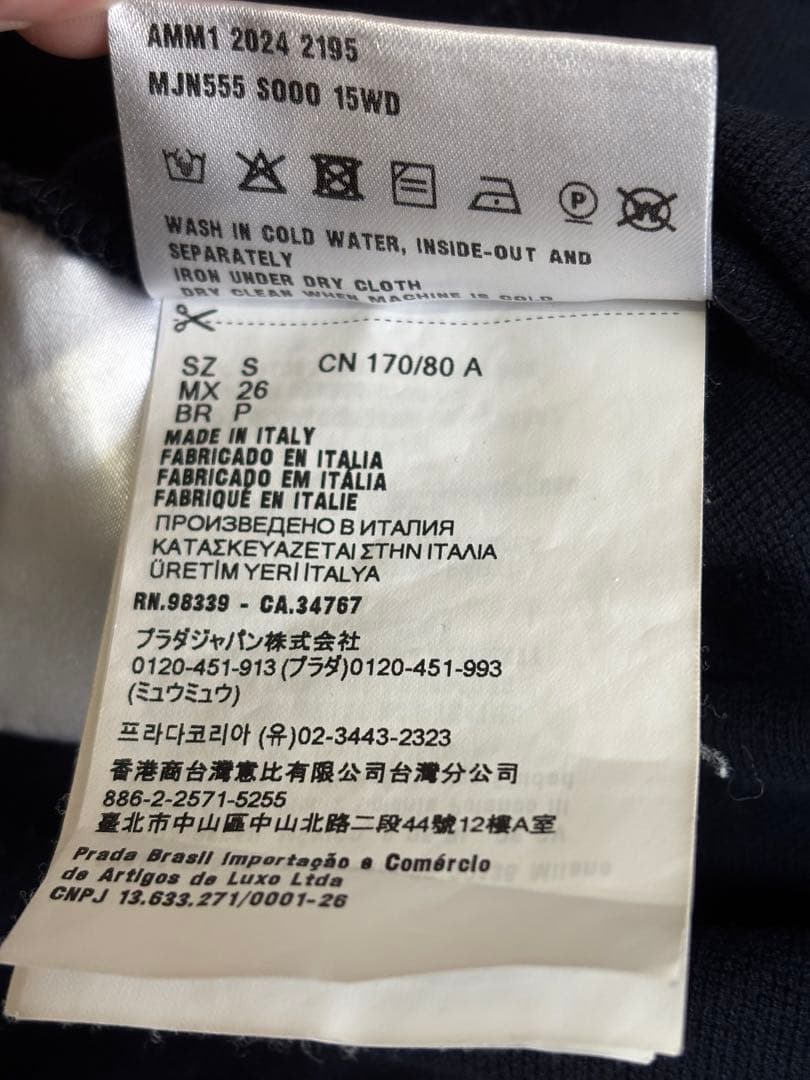 AMM1 2024 2195
MJN555 S000 15WD
P
W
WASH IN COLD WATER, INSIDE-OUT AND
SEPARATELY
IRON UNDER DRY CLOTH
DRY CLEAN WHEN MACHINE IS COLD
SZ S CN 170/80 A
MX 26
BR P
MADE IN ITALY
FABRICADO EN ITALIA
FABRICADO EM ITÁLIA
FABRIQUÉ EN ITALIE
ПРОИЗВЕДЕНО В ИТАЛИЯ
ΚΑΤΑΣΚΕΥΑΖΕΤΑΙ ΣΤΗΝ ΙΤΑΛΙΑ
ÜRETİM YERİ İTALYA
RN.98339 - CA.34767
プラダジャパン株式会社
0120-451-913 (プラダ)0120-451-993
(ミュウミュウ)
프라다코리아 (유)02-3443-2323
香港商台灣憙比有限公司台灣分公司
886-2-2571-5255
臺北市中山區中山北路二段44號12樓A室
Prada Brasil Importação e Comércio
de Artigos de Luxo Ltda
CNPJ 13.633.271/0001-26